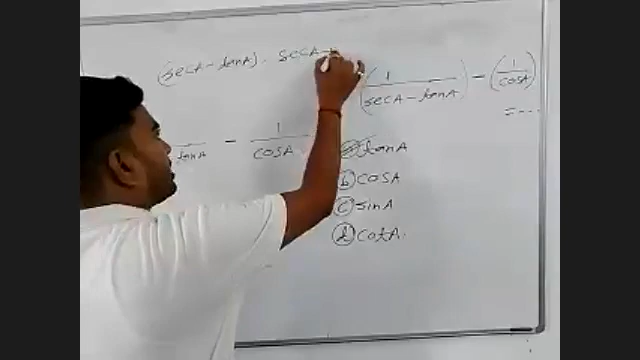 (secA-tanA). secA-
(1/(secA-tanA)) - (1/cosA)
= ---
tanA - 1/cosA
(a) tanA
(b) cosA
(c) sinA
(d) cotA.